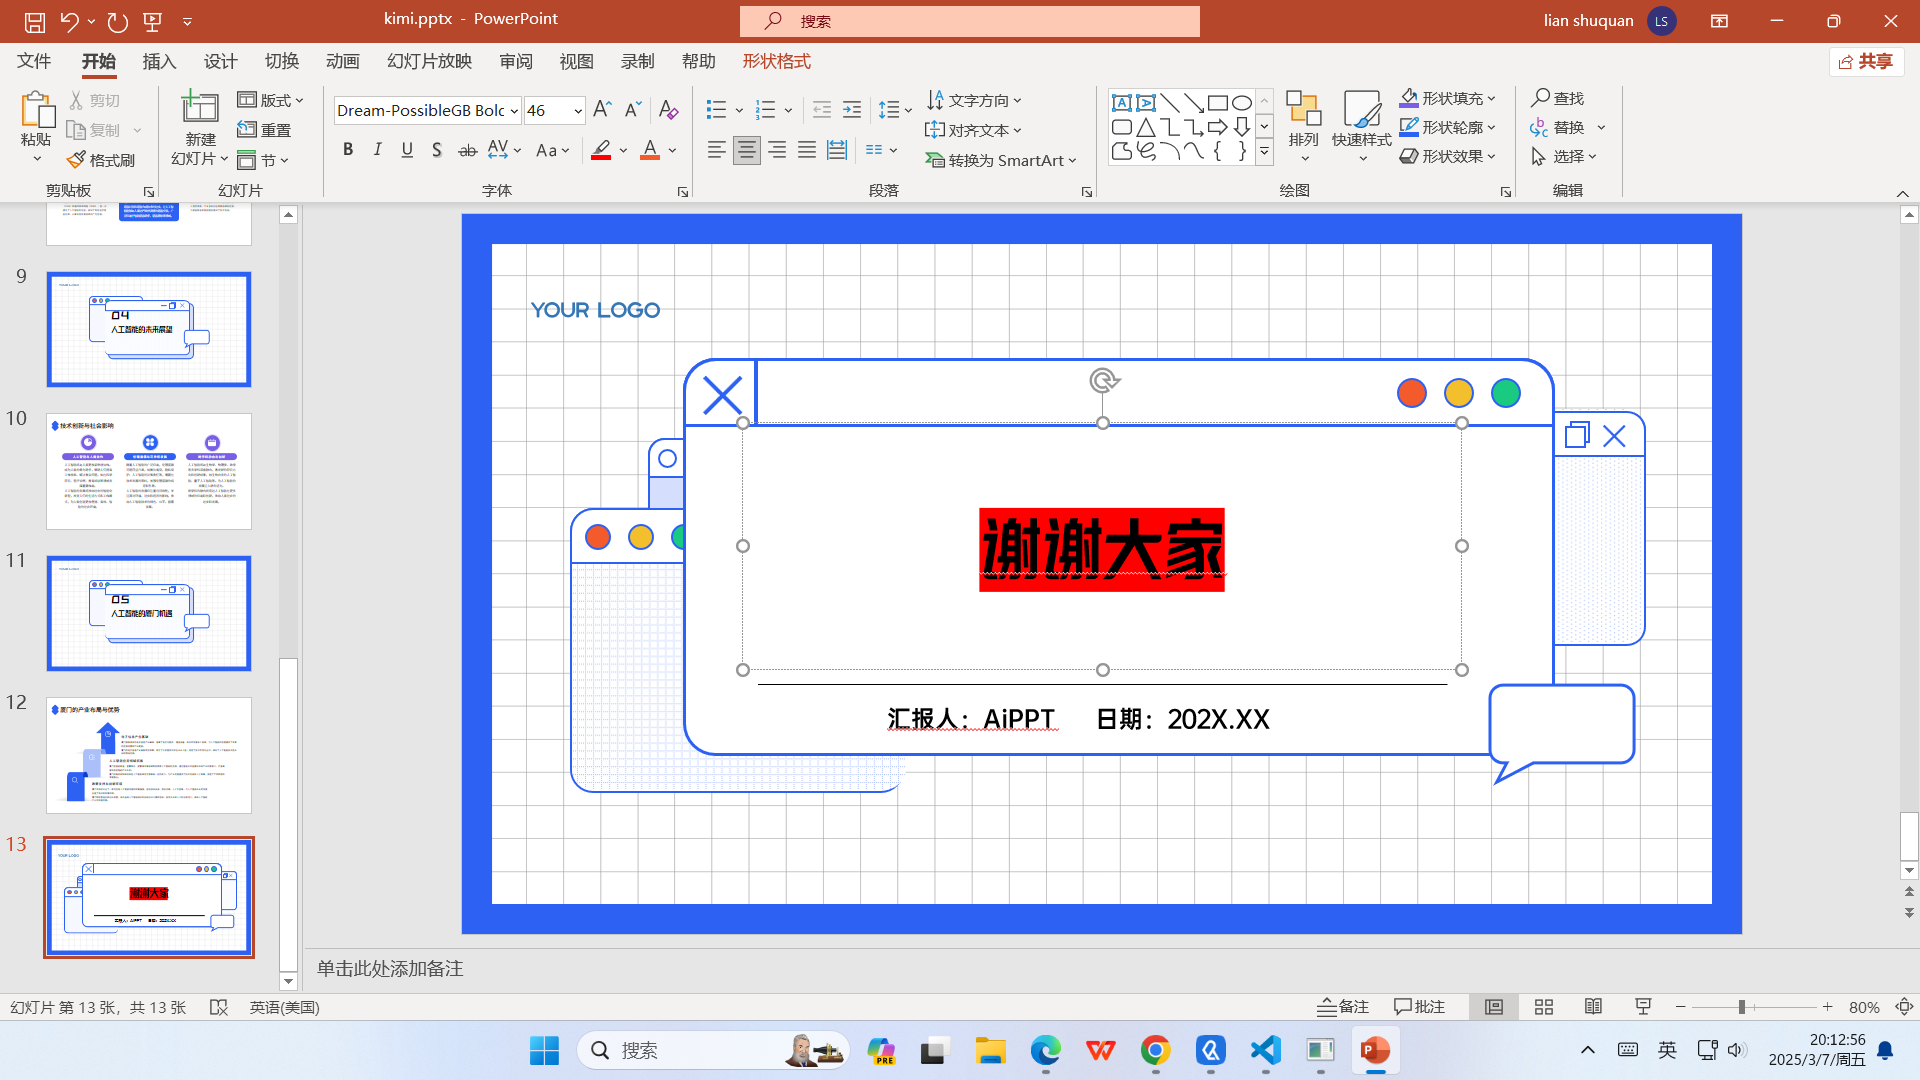 kimi.pptx - PowerPoint
搜索
lian shuquan
LS
文件 开始 插入 设计 切换 动画 幻灯片放映 审阅 视图 录制 帮助 形状格式
共享
粘贴
剪切
复制
格式刷
剪贴板
新建
幻灯片
版式
重置
节
幻灯片
Dream-PossibleGB Bolc
46
字体
文字方向
对齐文本
转换为 SmartArt
段落
排列
快速样式
形状填充
形状轮廓
形状效果
绘图
查找
替换
选择
编辑
9
04
人工智能的未来展望
10
技术创新与社会影响
11
05
人工智能的厦门机遇
12
厦门的产业布局与优势
13
谢谢大家
YOUR LOGO
谢谢大家
汇报人：AiPPT 日期：202X.XX
单击此处添加备注
幻灯片 第 13 张，共 13 张
英语(美国)
备注
批注
80%
搜索
PRE
英
20:12:56
2025/3/7/周五